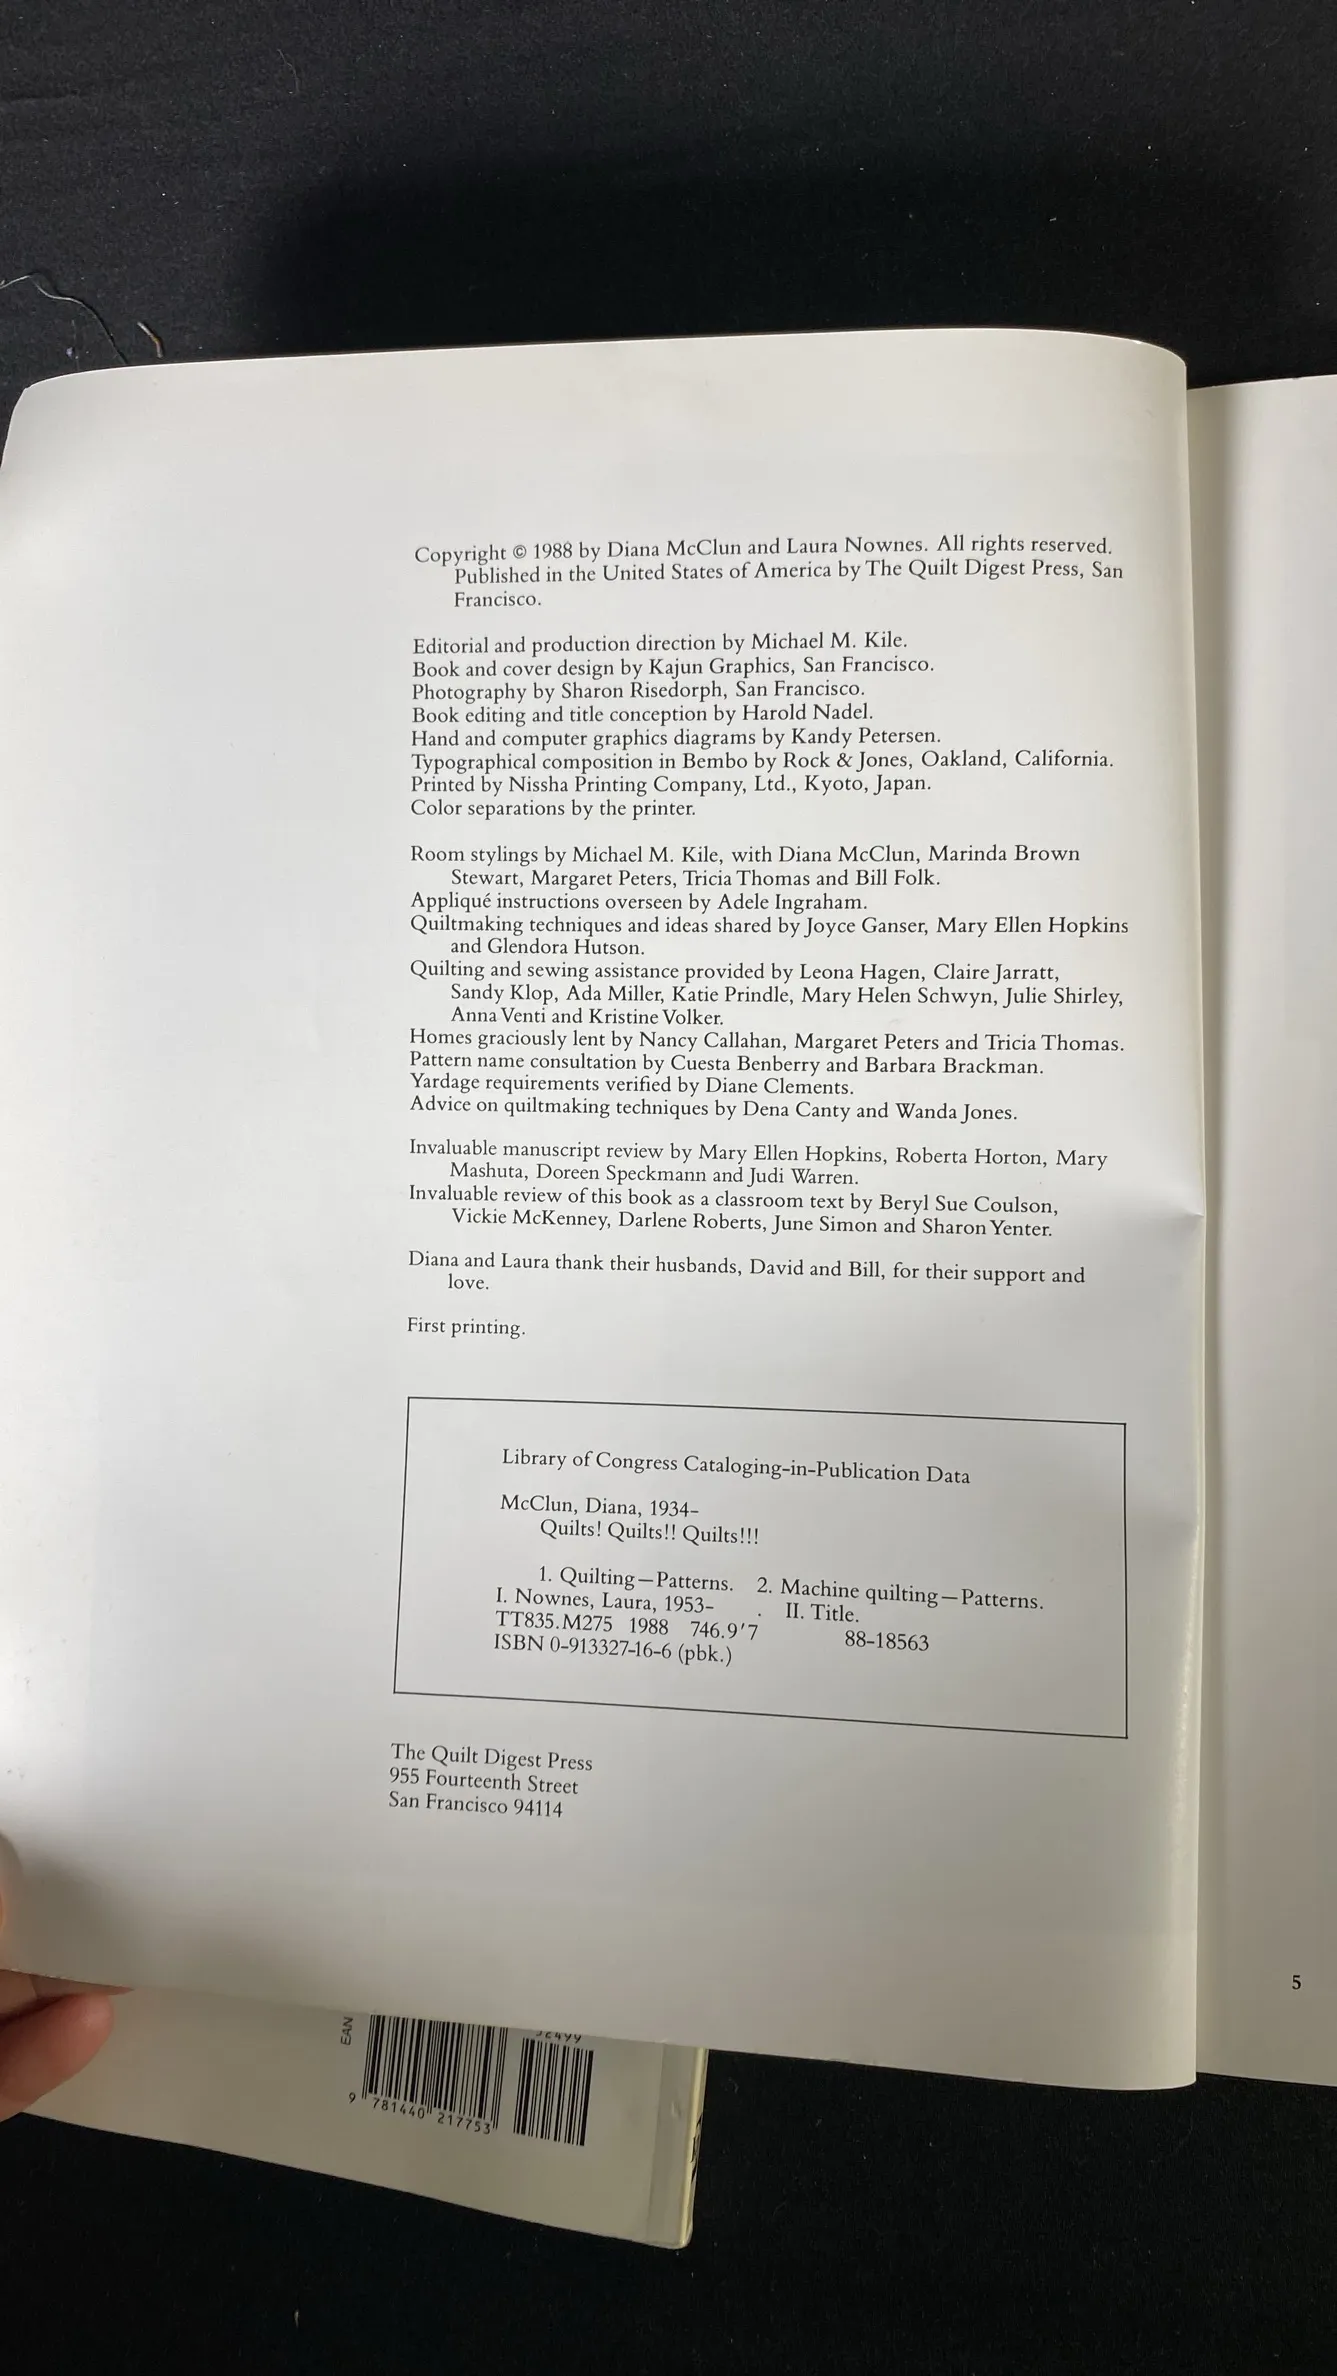 Copyright © 1988 by Diana McClun and Laura Nownes. All rights reserved.
Published in the United States of America by The Quilt Digest Press, San
Francisco.
Editorial and production direction by Michael M. Kile.
Book and cover design by Kajun Graphics, San Francisco.
Photography by Sharon Risedorph, San Francisco.
Book editing and title conception by Harold Nadel.
Hand and computer graphics diagrams by Kandy Petersen.
Typographical composition in Bembo by Rock & Jones, Oakland, California.
Printed by Nissha Printing Company, Ltd., Kyoto, Japan.
Color separations by the printer.
Room stylings by Michael M. Kile, with Diana McClun, Marinda Brown
Stewart, Margaret Peters, Tricia Thomas and Bill Folk.
Appliqué instructions overseen by Adele Ingraham.
Quiltmaking techniques and ideas shared by Joyce Ganser, Mary Ellen Hopkins
and Glendora Hutson.
Quilting and sewing assistance provided by Leona Hagen, Claire Jarratt,
Sandy Klop, Ada Miller, Katie Prindle, Mary Helen Schwyn, Julie Shirley,
Anna Venti and Kristine Volker.
Homes graciously lent by Nancy Callahan, Margaret Peters and Tricia Thomas.
Pattern name consultation by Cuesta Benberry and Barbara Brackman.
Yardage requirements verified by Diane Clements.
Advice on quiltmaking techniques by Dena Canty and Wanda Jones.
Invaluable manuscript review by Mary Ellen Hopkins, Roberta Horton, Mary
Mashuta, Doreen Speckmann and Judi Warren.
Invaluable review of this book as a classroom text by Beryl Sue Coulson,
Vickie McKenney, Darlene Roberts, June Simon and Sharon Yenter.
Diana and Laura thank their husbands, David and Bill, for their support and
love.
First printing.
Library of Congress Cataloging-in-Publication Data
McClun, Diana, 1934-
Quilts! Quilts!! Quilts!!!
1. Quilting—Patterns. 2. Machine quilting—Patterns.
I. Nownes, Laura, 1953- . II. Title.
TT835.M275 1988 746.9'7 88-18563
ISBN 0-913327-16-6 (pbk.)
The Quilt Digest Press
955 Fourteenth Street
San Francisco 94114
5
EAN
9 781440 217753